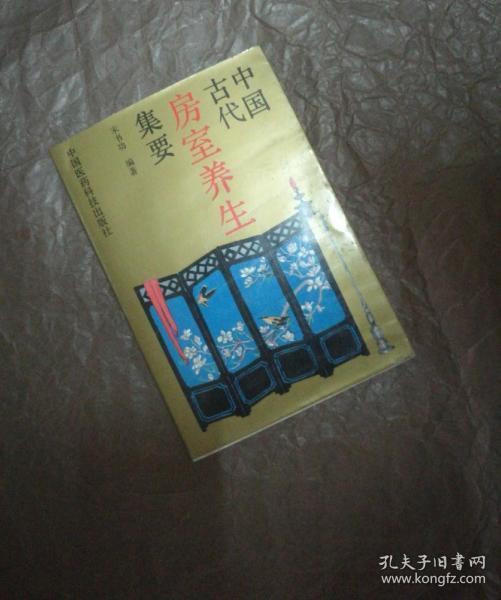 中国
古代
房室养生
集要
宋书功 编著
中国医药科技出版社
孔夫子旧书网
www.kongfz.com